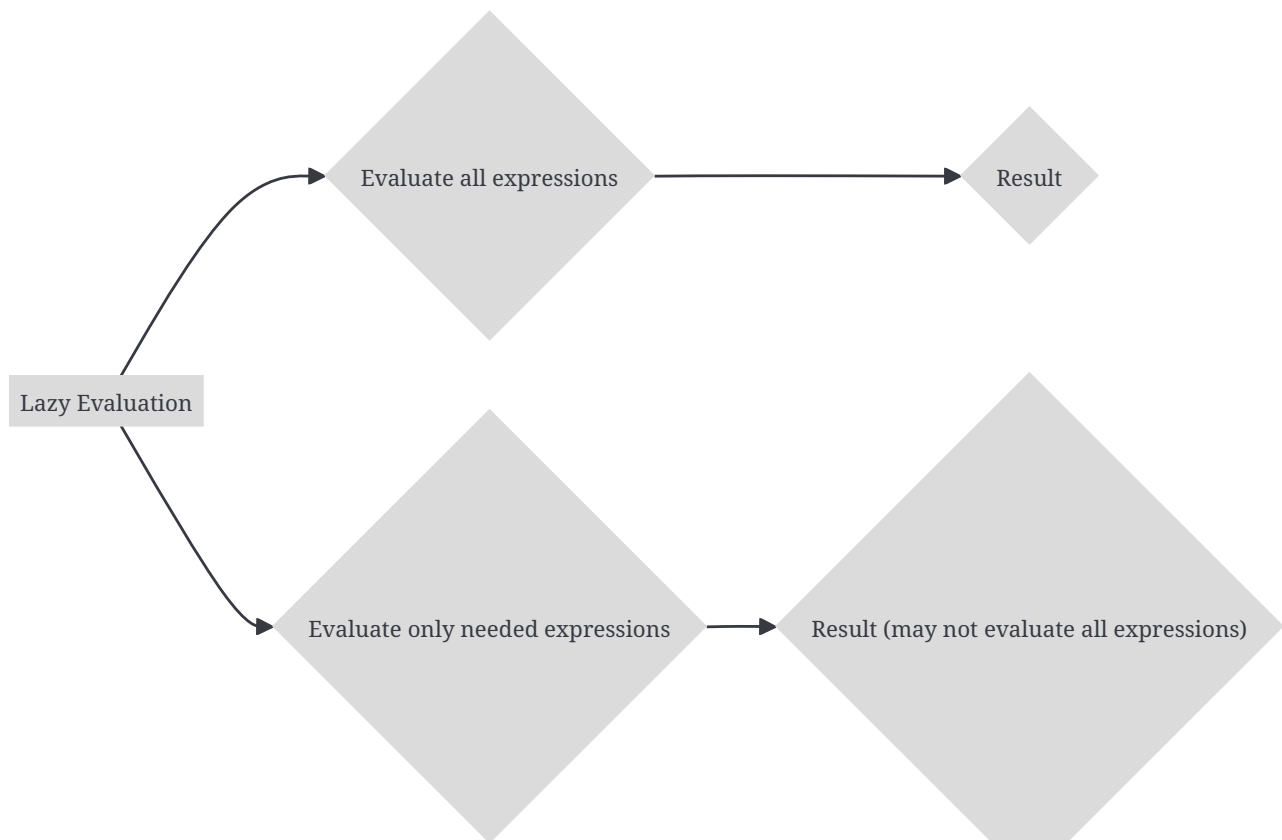 Evaluate all expressions
Result
Lazy Evaluation
Evaluate only needed expressions
Result (may not evaluate all expressions)